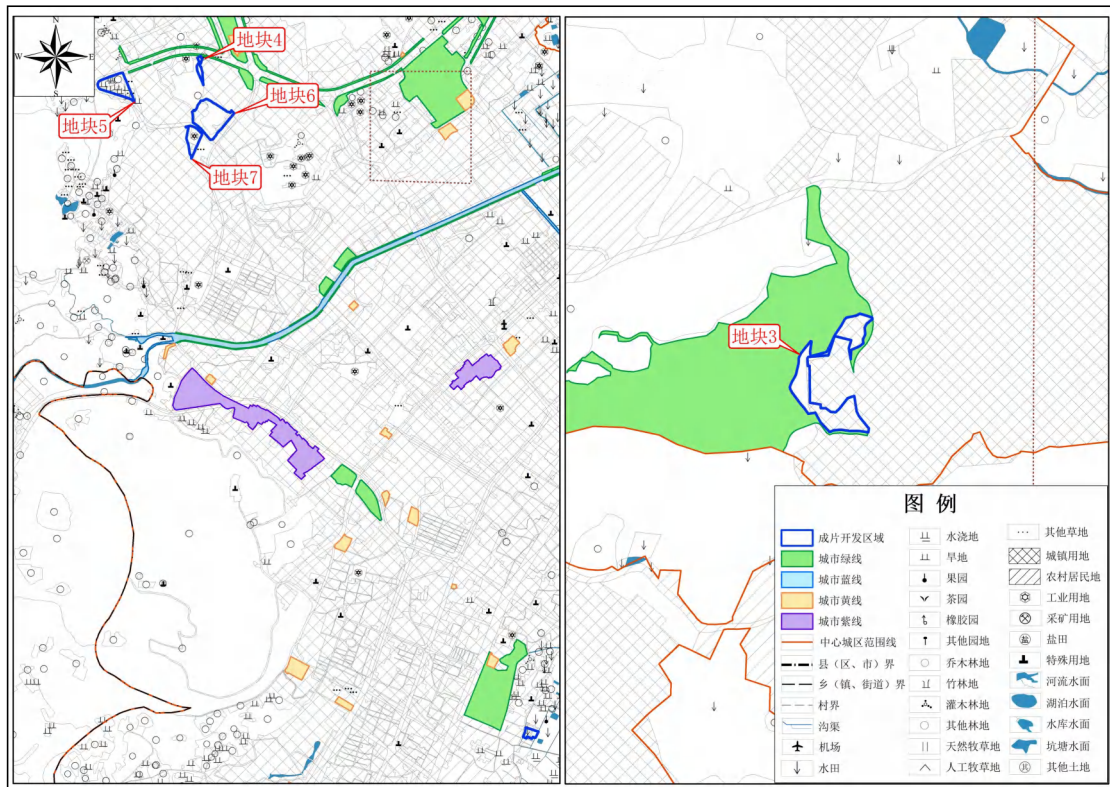 N
W
E
S
地块4
地块5
地块6
地块7
地块3
图 例
成片开发区域
城市绿线
城市蓝线
城市黄线
城市紫线
中心城区范围线
县（区、市）界
乡（镇、街道）界
村界
沟渠
机场
水田
水浇地
旱地
果园
茶园
橡胶园
其他园地
乔木林地
竹林地
灌木林地
其他林地
天然牧草地
人工牧草地
其他草地
城镇用地
农村居民地
工业用地
采矿用地
盐田
特殊用地
河流水面
湖泊水面
水库水面
坑塘水面
其他土地